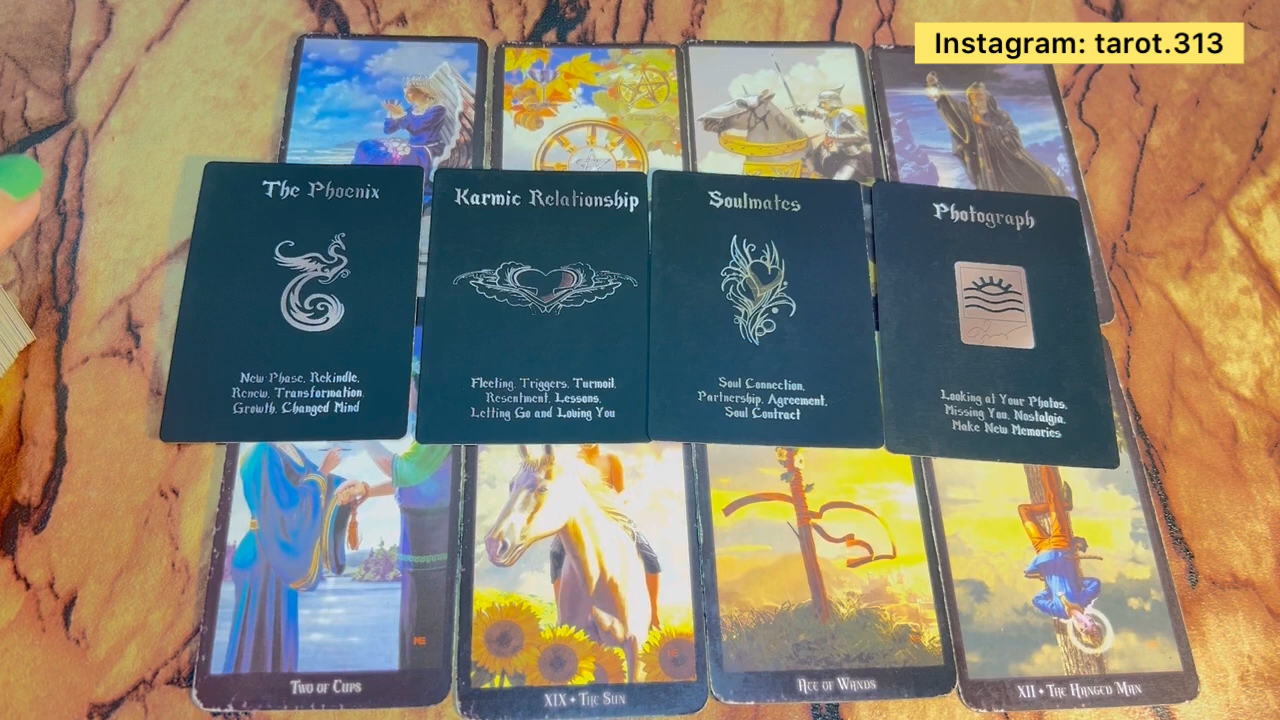 Instagram: tarot.313
The Phoenix
New Phase, Rekindle,
Renew, Transformation,
Growth, Changed Mind
Karmic Relationship
Fleeting, Triggers, Turmoil,
Resentment, Lessons,
Letting Go and Loving You
Soulmates
Soul Connection,
Partnership, Agreement,
Soul Contract
Photograph
Looking at Your Photos,
Missing You, Nostalgia,
Make New Memories
Two of Cups
XIX • The Sun
Ace of Wands
XII • The Hanged Man